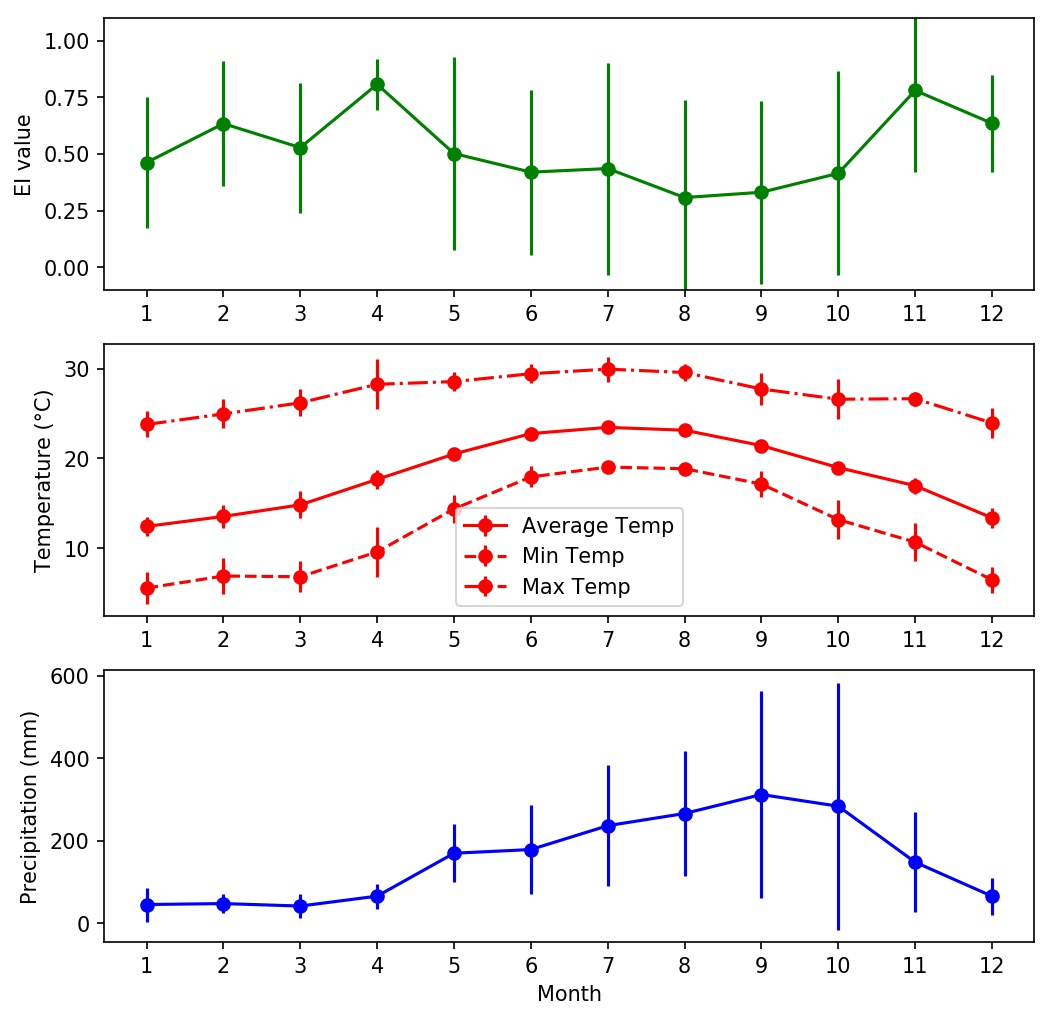 1.00
0.75
0.50
0.25
0.00
EI value
1 2 3 4 5 6 7 8 9 10 11 12
30
20
10
Temperature (°C)
Average Temp
Min Temp
Max Temp
1 2 3 4 5 6 7 8 9 10 11 12
600
400
200
0
Precipitation (mm)
1 2 3 4 5 6 7 8 9 10 11 12
Month